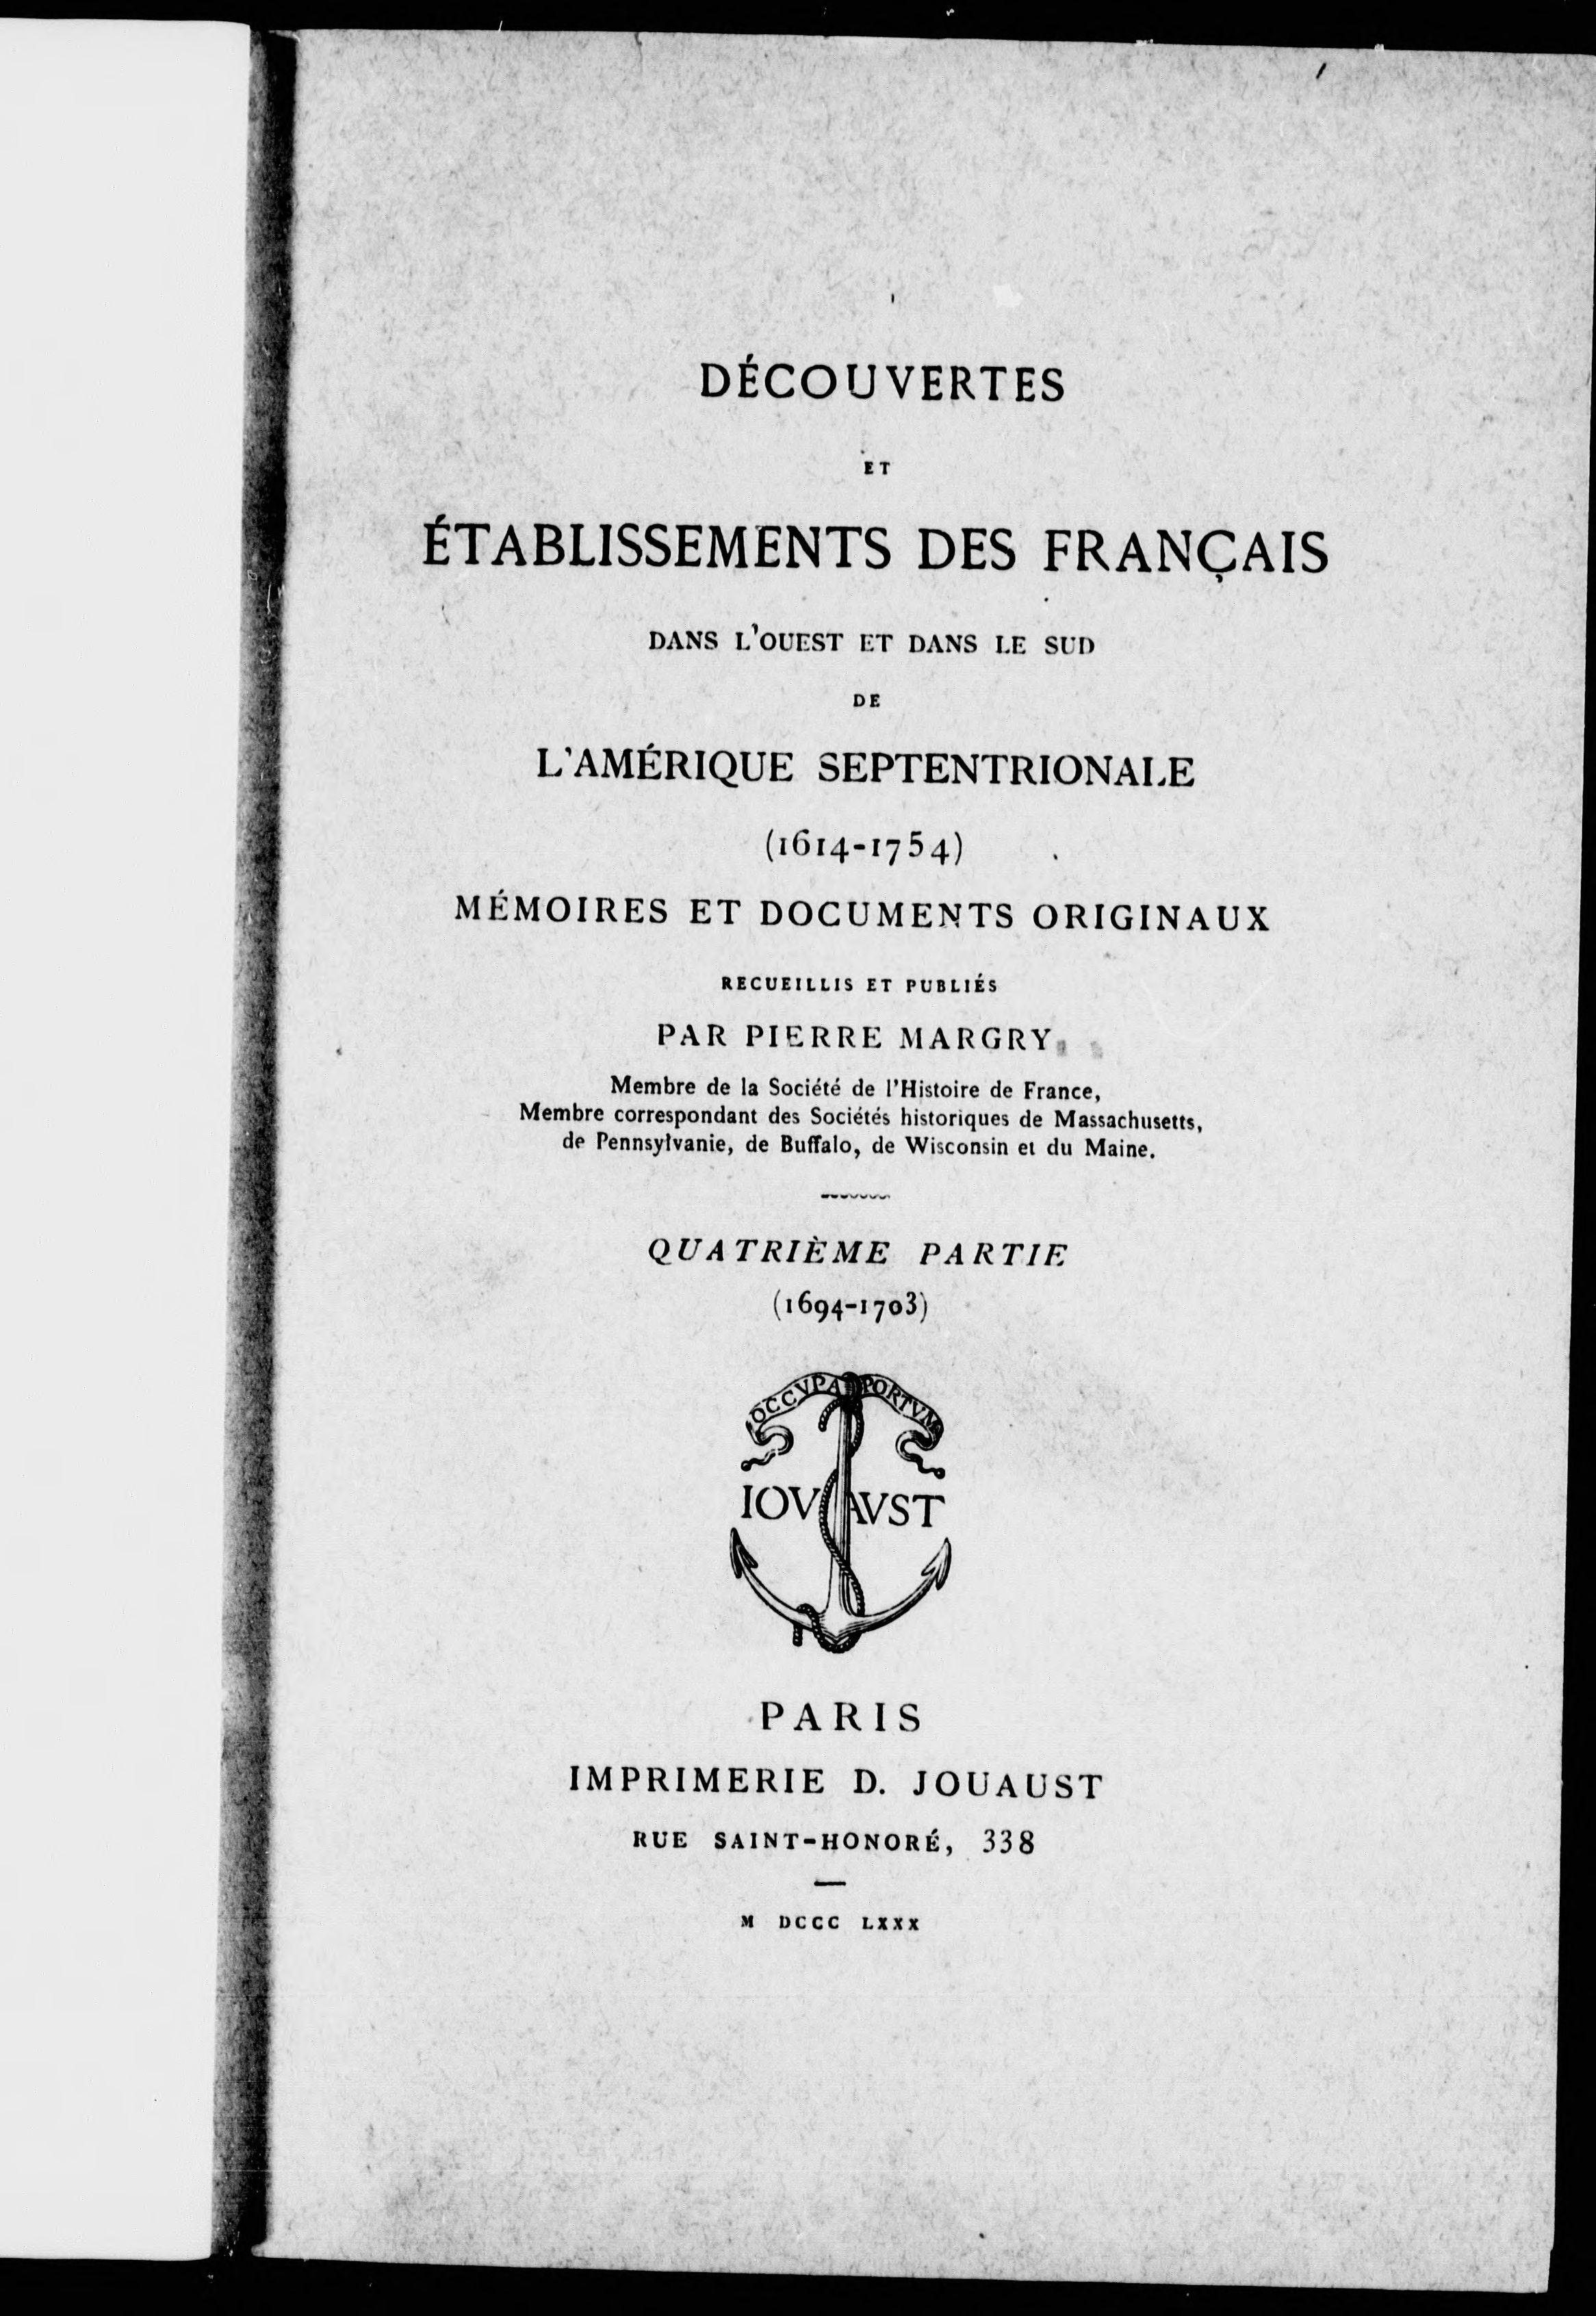 DÉCOUVERTES
ET
ÉTABLISSEMENTS DES FRANÇAIS
DANS L'OUEST ET DANS LE SUD
DE
L'AMÉRIQUE SEPTENTRIONALE
(1614-1754)
MÉMOIRES ET DOCUMENTS ORIGINAUX
RECUEILLIS ET PUBLIÉS
PAR PIERRE MARGRY
Membre de la Société de l'Histoire de France,
Membre correspondant des Sociétés historiques de Massachusetts,
de Pennsylvanie, de Buffalo, de Wisconsin et du Maine.
QUATRIÈME PARTIE
(1694-1703)
OCCVPA PORTVM
IOVAVST
PARIS
IMPRIMERIE D. JOUAUST
RUE SAINT-HONORÉ, 338
M DCCC LXXX